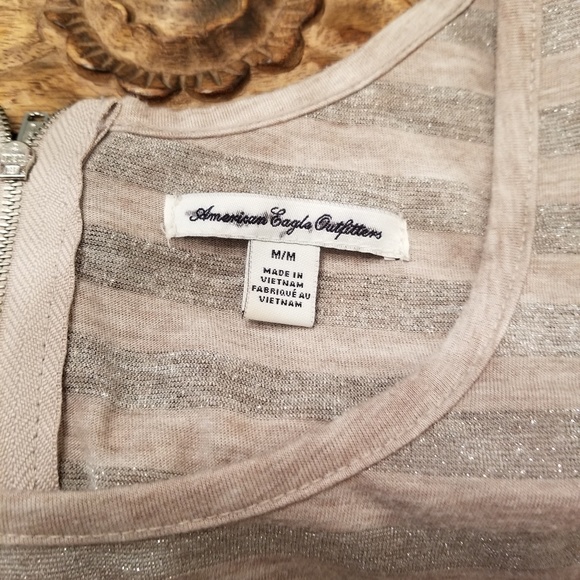 American Eagle Outfitters
M/M
MADE IN
VIETNAM
FABRIQUÉ AU
VIETNAM